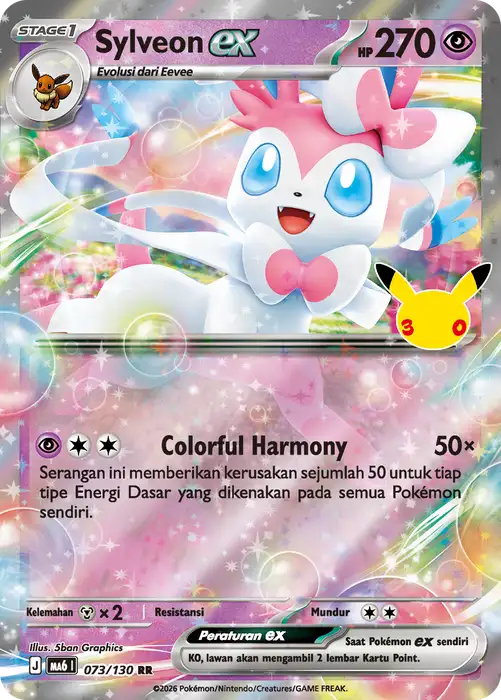 STAGE1
Sylveon ex
HP 270
Evolusi dari Eevee
30
Colorful Harmony 50×
Serangan ini memberikan kerusakan sejumlah 50 untuk tiap
tipe Energi Dasar yang dikenakan pada semua Pokémon
sendiri.
Kelemahan ×2 Resistansi Mundur
Illus. 5ban Graphics
Peraturan ex Saat Pokémon ex sendiri
KO, lawan akan mengambil 2 lembar Kartu Point.
J MA6 I 073/130 RR
©2026 Pokémon/Nintendo/Creatures/GAME FREAK.